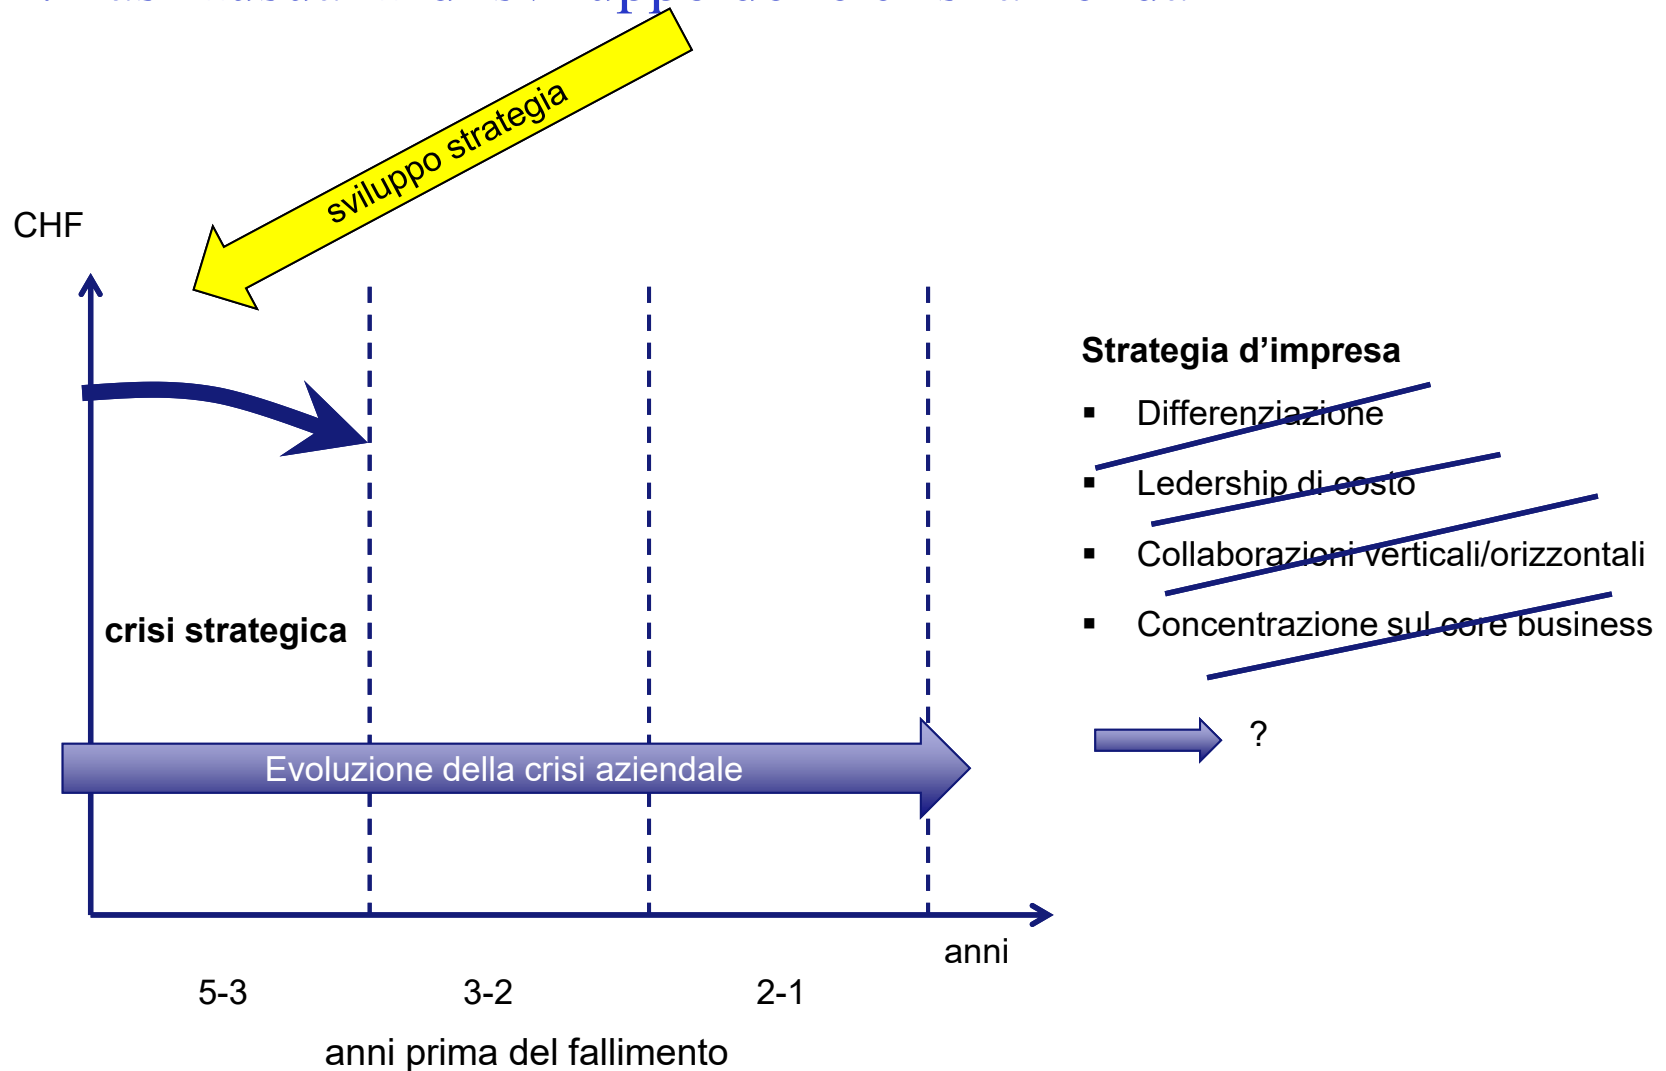 sviluppo strategia
CHF
Strategia d’impresa
▪ Differenziazione
▪ Ledership di costo
▪ Collaborazioni verticali/orizzontali
▪ Concentrazione sul core business
?
crisi strategica
Evoluzione della crisi aziendale
anni
5-3 3-2 2-1
anni prima del fallimento